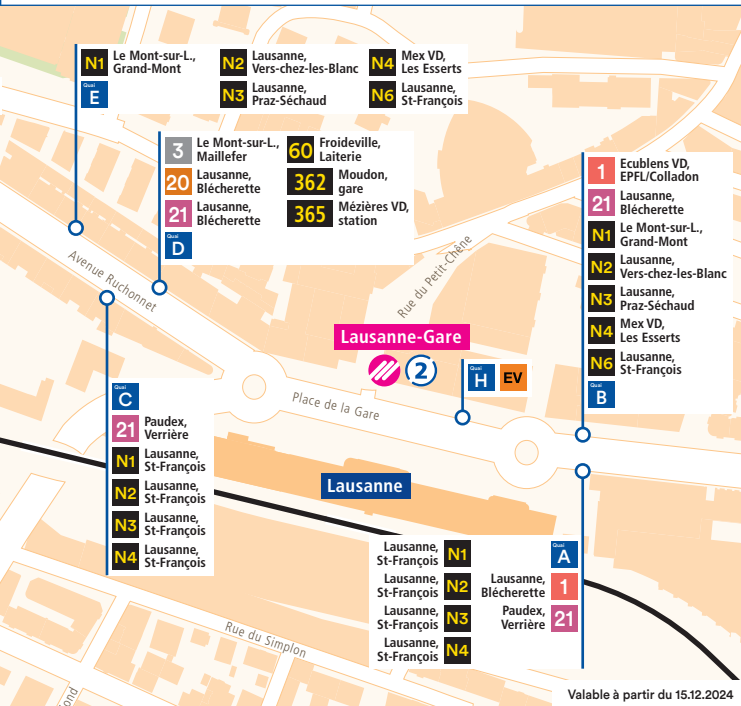 N1 Le Mont-sur-L.,
Grand-Mont
N2 Lausanne,
Vers-chez-les-Blanc
N4 Mex VD,
Les Esserts
Quai
E
N3 Lausanne,
Praz-Séchaud
N6 Lausanne,
St-François
3 Le Mont-sur-L.,
Maillefer
60 Froideville,
Laiterie
20 Lausanne,
Blécherette
362 Moudon,
gare
21 Lausanne,
Blécherette
365 Mézières VD,
station
Quai
D
1 Ecublens VD,
EPFL/Colladon
21 Lausanne,
Blécherette
N1 Le Mont-sur-L.,
Grand-Mont
N2 Lausanne,
Vers-chez-les-Blanc
N3 Lausanne,
Praz-Séchaud
N4 Mex VD,
Les Esserts
N6 Lausanne,
St-François
Quai
B
Avenue Ruchonnet
Rue du Petit-Chêne
Lausanne-Gare
2
Quai
H
EV
Place de la Gare
Quai
C
21 Paudex,
Verrière
N1 Lausanne,
St-François
N2 Lausanne,
St-François
N3 Lausanne,
St-François
N4 Lausanne,
St-François
Lausanne
Lausanne,
St-François N1
Quai
A
Lausanne,
St-François N2
Lausanne,
Blécherette 1
Lausanne,
St-François N3
Paudex,
Verrière 21
Lausanne,
St-François N4
Rue du Simplon
ond
Valable à partir du 15.12.2024